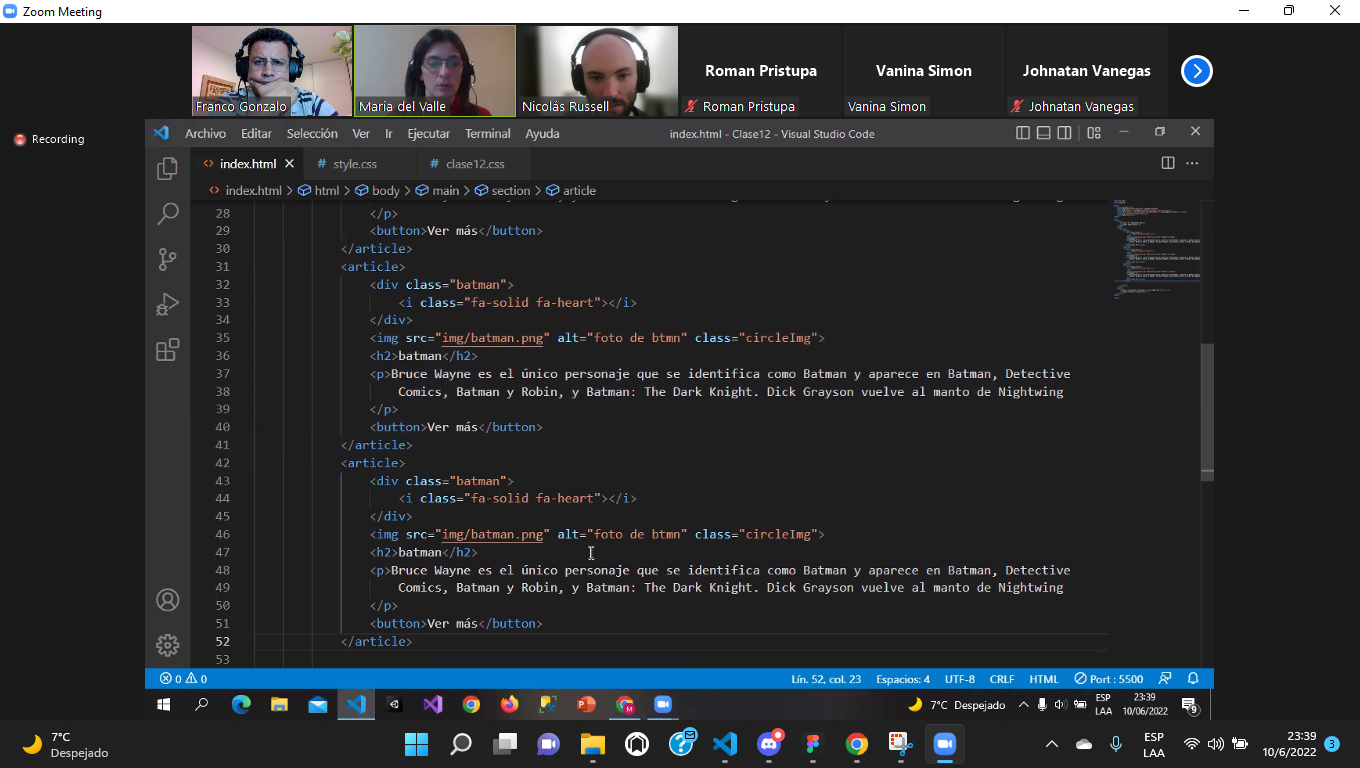 Zoom Meeting
Franco Gonzalo
Maria del Valle
Nicolás Russell
Roman Pristupa
Roman Pristupa
Vanina Simon
Vanina Simon
Johnatan Vanegas
Johnatan Vanegas
Recording
Archivo Editar Selección Ver Ir Ejecutar Terminal Ayuda
index.html - Clase12 - Visual Studio Code
index.html
style.css
clase12.css
index.html > html > body > main > section > article
28 </p>
29 <button>Ver más</button>
30 </article>
31 <article>
32 <div class="batman">
33 <i class="fa-solid fa-heart"></i>
34 </div>
35 <img src="img/batman.png" alt="foto de btmn" class="circleImg">
36 <h2>batman</h2>
37 <p>Bruce Wayne es el único personaje que se identifica como Batman y aparece en Batman, Detective
38 Comics, Batman y Robin, y Batman: The Dark Knight. Dick Grayson vuelve al manto de Nightwing
39 </p>
40 <button>Ver más</button>
41 </article>
42 <article>
43 <div class="batman">
44 <i class="fa-solid fa-heart"></i>
45 </div>
46 <img src="img/batman.png" alt="foto de btmn" class="circleImg">
47 <h2>batman</h2>
48 <p>Bruce Wayne es el único personaje que se identifica como Batman y aparece en Batman, Detective
49 Comics, Batman y Robin, y Batman: The Dark Knight. Dick Grayson vuelve al manto de Nightwing
50 </p>
51 <button>Ver más</button>
52 </article>
53
0 0
Lín. 52, col. 23 Espacios: 4 UTF-8 CRLF HTML Port : 5500
7°C Despejado
ESP
LAA
23:39
10/06/2022
9
7°C
Despejado
ESP
LAA
23:39
10/6/2022
3